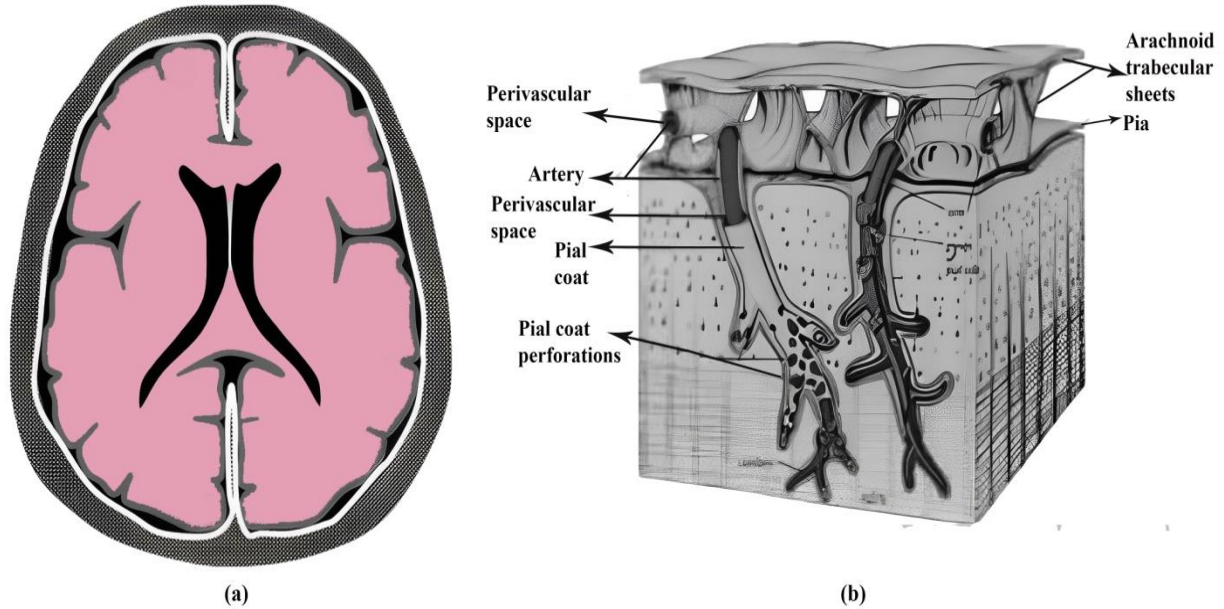 Perivascular
space
Artery
Perivascular
space
Pial
coat
Pial coat
perforations
Arachnoid
trabecular
sheets
Pia
(a)
(b)